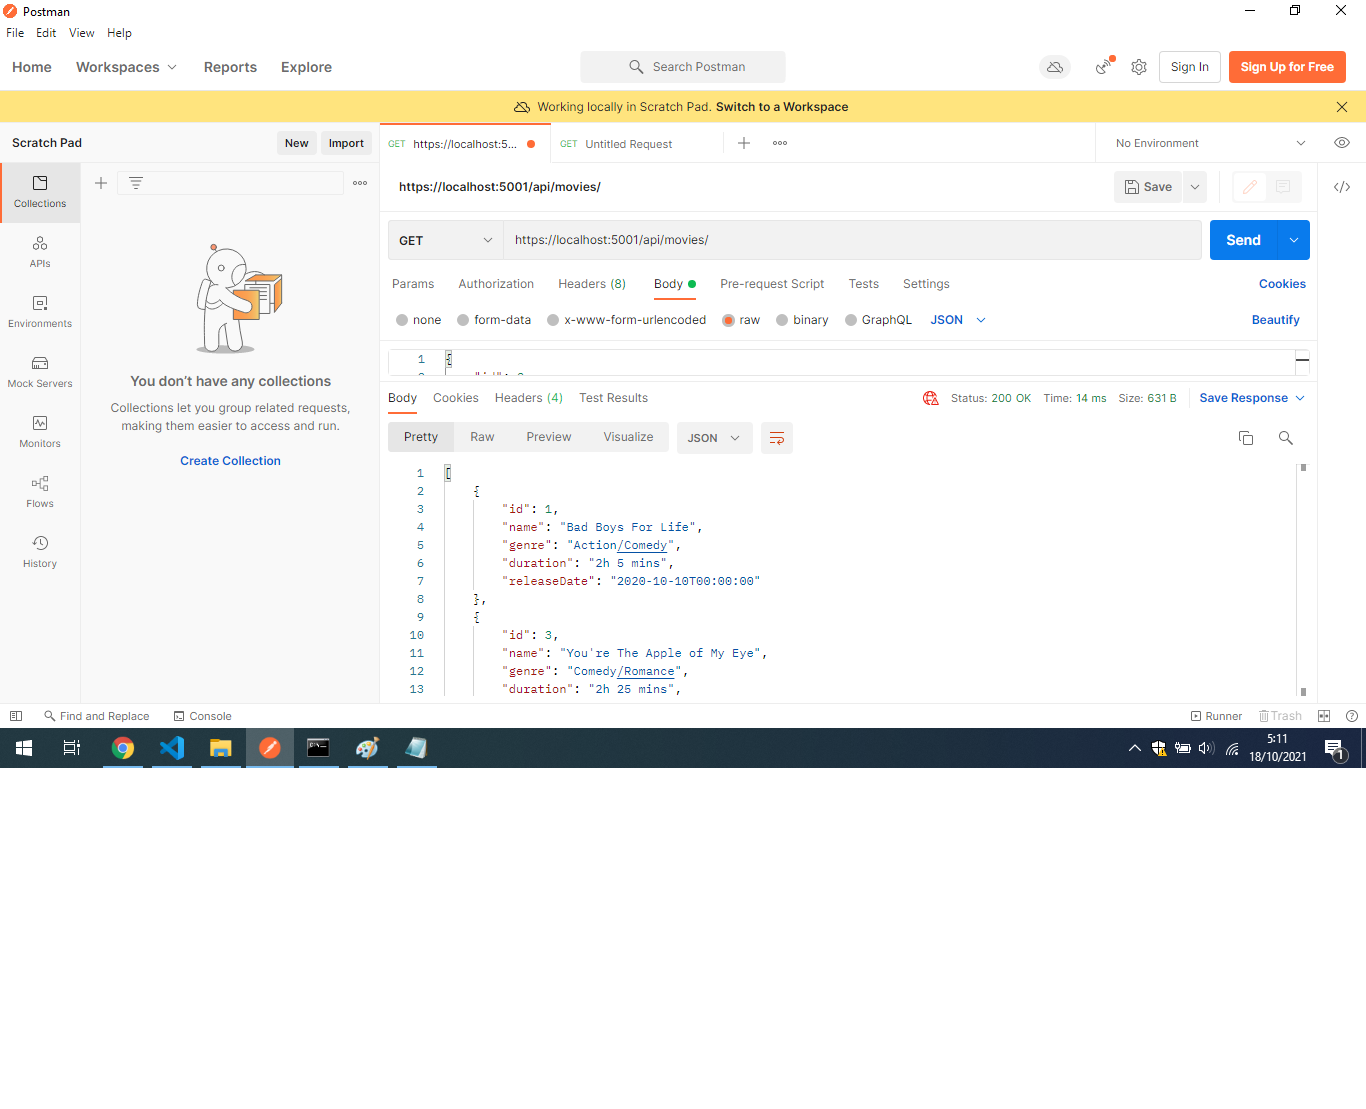 Postman
File Edit View Help
Home Workspaces Reports Explore Search Postman Sign In Sign Up for Free
Working locally in Scratch Pad. Switch to a Workspace
Scratch Pad New Import GET https://localhost:5... GET Untitled Request No Environment
https://localhost:5001/api/movies/ Save
Collections
APIs
Environments
Mock Servers
Monitors
Flows
History
You don't have any collections
Collections let you group related requests,
making them easier to access and run.
Create Collection
GET https://localhost:5001/api/movies/ Send
Params Authorization Headers (8) Body Pre-request Script Tests Settings Cookies
none form-data x-www-form-urlencoded raw binary GraphQL JSON Beautify
1 {
Body Cookies Headers (4) Test Results Status: 200 OK Time: 14 ms Size: 631 B Save Response
Pretty Raw Preview Visualize JSON
1 [
2 {
3 "id": 1,
4 "name": "Bad Boys For Life",
5 "genre": "Action/Comedy",
6 "duration": "2h 5 mins",
7 "releaseDate": "2020-10-10T00:00:00"
8 },
9 {
10 "id": 3,
11 "name": "You're The Apple of My Eye",
12 "genre": "Comedy/Romance",
13 "duration": "2h 25 mins",
Find and Replace Console Runner Trash
5:11
18/10/2021
1